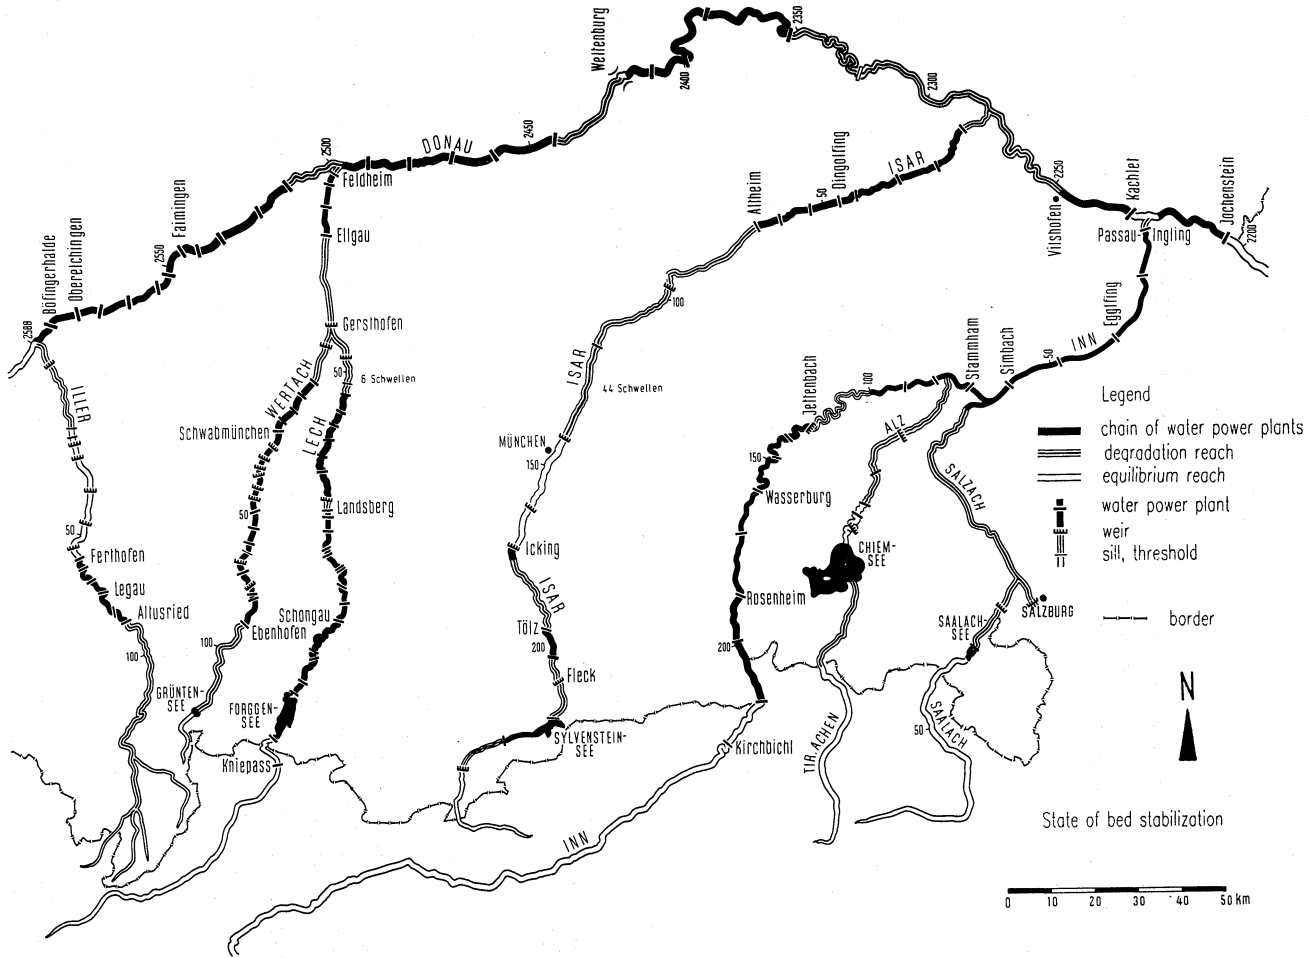 2350
Weltenburg
2400
2300
2450
DONAU
2500
Feldheim
Dingolfing
ISAR
50
Altheim
2250
Vilshofen
Kachlet
Jochenstein
2200
Passau-Ingling
Faimingen
2550
Obereichingen
Böfingerhalde
2588
Ellgau
Gersthofen
50
6 Schwellen
WERTACH
LECH
ILLER
100
ISAR
44 Schwellen
Egglfing
INN
50
Simbach
Stammham
100
Jettenbach
Legend
chain of water power plants
degradation reach
equilibrium reach
water power plant
weir
sill, threshold
border
Schwabmünchen
MÜNCHEN
150
150
ALZ
SALZACH
Wasserburg
Landsberg
50
50
Ferthofen
Legau
Altusried
100
Icking
ISAR
CHIEM-
SEE
Rosenheim
SALZBURG
SAALACH-
SEE
Schongau
Ebenhofen
100
Tölz
200
200
Fleck
N
GRÜNTEN-
SEE
FORGGEN-
SEE
SYLVENSTEIN-
SEE
Kirchbichl
TIR.ACHEN
SAALACH
50
Kniepass
INN
State of bed stabilization
0 10 20 30 40 50 km